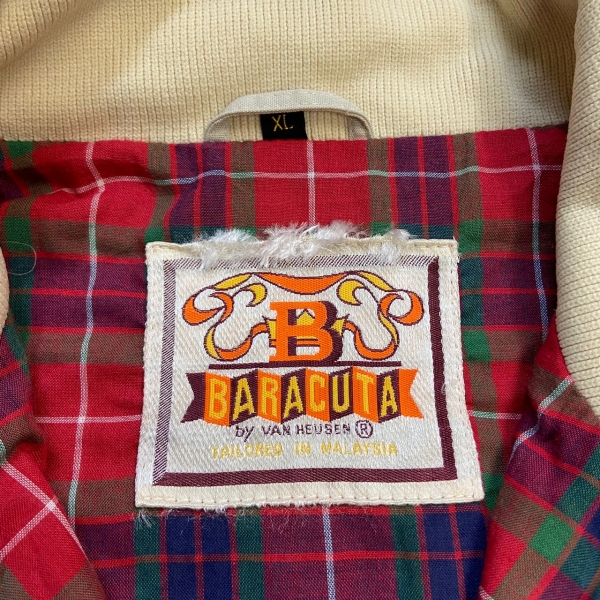 XL
B
BARACUTA
by VAN HEUSEN ®
TAILORED IN MALAYSIA